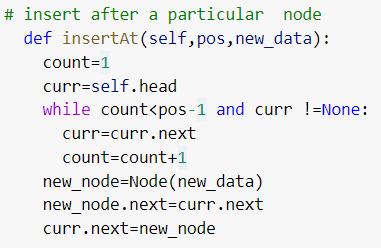 # insert after a particular  node
  def insertAt(self,pos,new_data):
    count=1
    curr=self.head
    while count<pos-1 and curr !=None:
      curr=curr.next
      count=count+1
    new_node=Node(new_data)
    new_node.next=curr.next
    curr.next=new_node